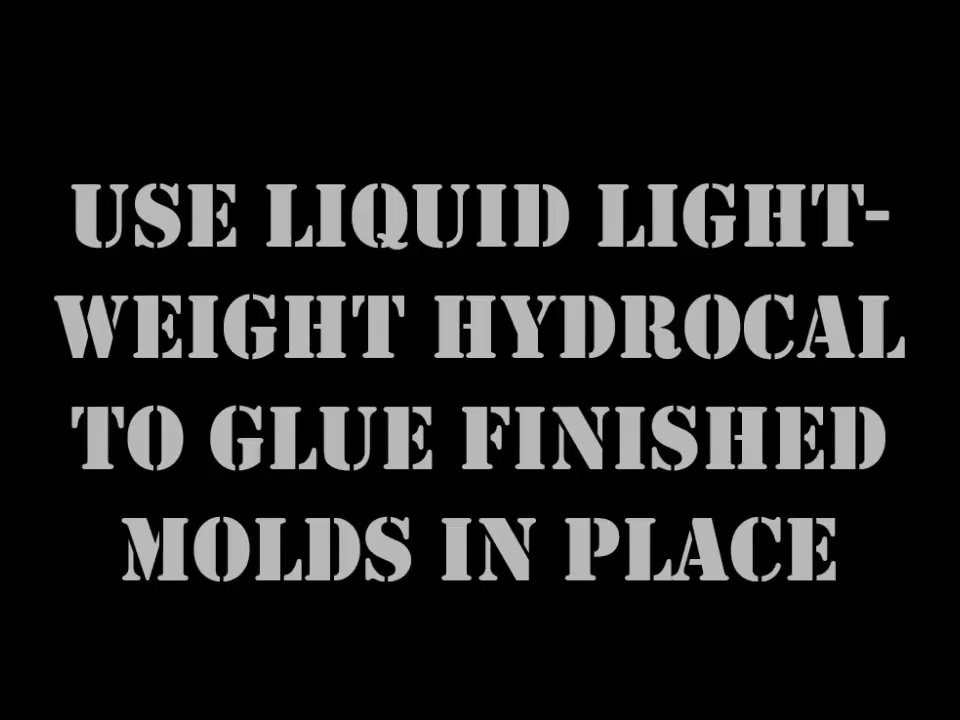 USE LIQUID LIGHT-
WEIGHT HYDROCAL
TO GLUE FINISHED
MOLDS IN PLACE